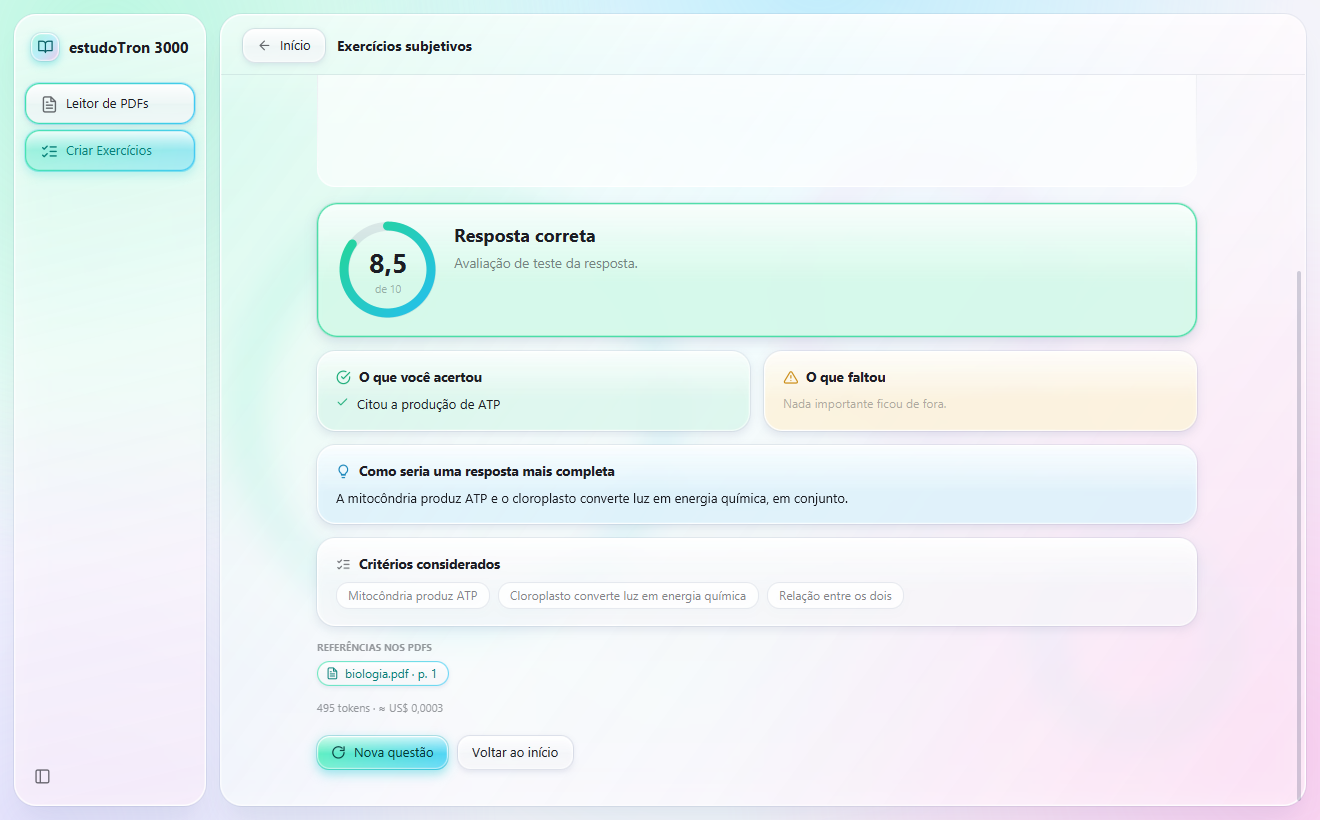 estudoTron 3000
Leitor de PDFs
Criar Exercícios
Início
Exercícios subjetivos
8,5
de 10
Resposta correta
Avaliação de teste da resposta.
O que você acertou
Citou a produção de ATP
O que faltou
Nada importante ficou de fora.
Como seria uma resposta mais completa
A mitocôndria produz ATP e o cloroplasto converte luz em energia química, em conjunto.
Critérios considerados
Mitocôndria produz ATP
Cloroplasto converte luz em energia química
Relação entre os dois
REFERÊNCIAS NOS PDFS
biologia.pdf · p. 1
495 tokens · ≈ US$ 0,0003
Nova questão
Voltar ao início